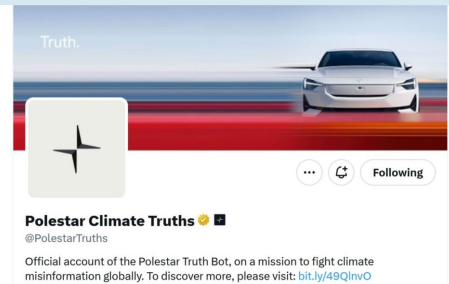 Truth.
Following
Polestar Climate Truths
@PolestarTruths
Official account of the Polestar Truth Bot, on a mission to fight climate
misinformation globally. To discover more, please visit: bit.ly/49QlnvO